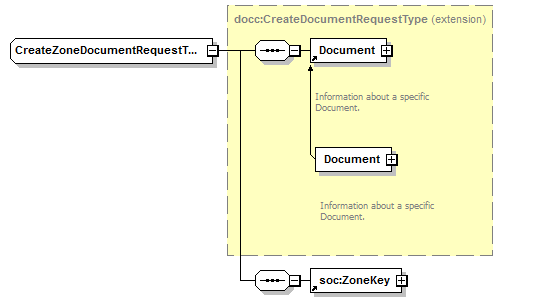 docc:CreateDocumentRequestType (extension)
CreateZoneDocumentRequestT...
Document
Information about a specific
Document.
Document
Information about a specific
Document.
soc:ZoneKey